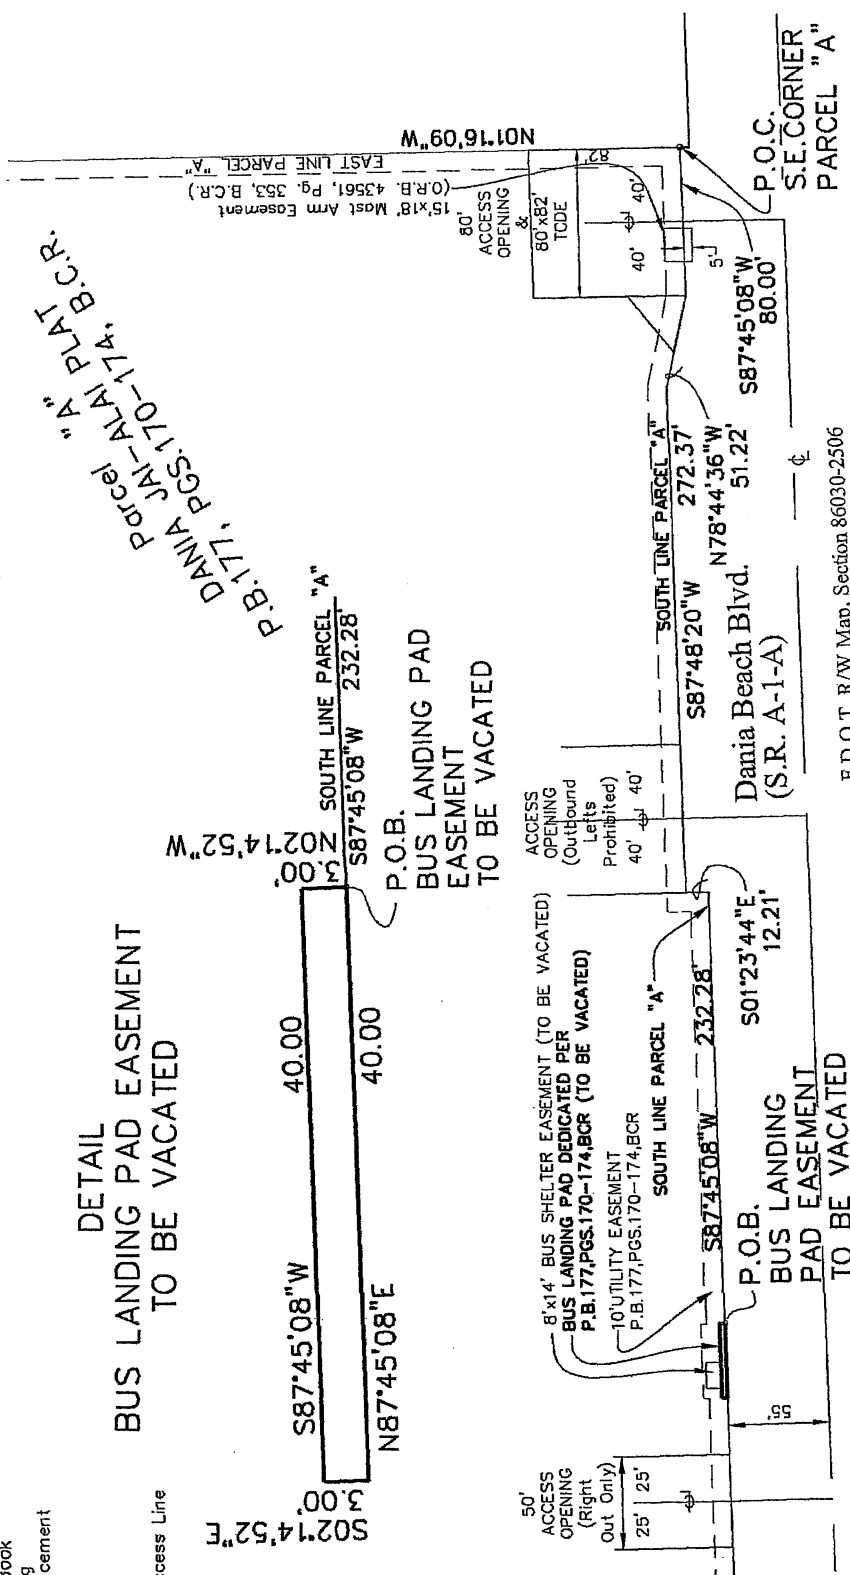 ook
g
cement
ccess Line
DETAIL
BUS LANDING PAD EASEMENT
TO BE VACATED
S87°45'08"W
40.00
N87°45'08"E
40.00
S02°14'52"E
3.00'
N02°14'52"W
3.00'
SOUTH LINE PARCEL "A"
S87°45'08"W 232.28'
P.O.B.
BUS LANDING PAD
EASEMENT
TO BE VACATED
Parcel "A"
DANIA JAI-ALAI PLAT
P.B.177, PGS.170-174, B.C.R.
50'
ACCESS
OPENING
(Right
Out Only)
25' 25'
8'x14' BUS SHELTER EASEMENT (TO BE VACATED)
BUS LANDING PAD DEDICATED PER
P.B.177,PGS.170-174,BCR (TO BE VACATED)
10'UTILITY EASEMENT
P.B.177,PGS.170-174,BCR
SOUTH LINE PARCEL "A"
S87°45'08"W 232.28'
55'
P.O.B.
BUS LANDING
PAD EASEMENT
TO BE VACATED
S01°23'44"E
12.21'
ACCESS
OPENING
(Outbound
Lefts
Prohibited)
40' 40'
SOUTH LINE PARCEL "A"
S87°48'20"W 272.37'
N78°44'36"W
51.22'
Dania Beach Blvd.
(S.R. A-1-A)
F.D.O.T. R/W Map, Section 86030-2506
80'
ACCESS
OPENING
&
80'x82'
TCDE
15'x18' Mast Arm Easement
(O.R.B. 43561, Pg. 353, B.C.R.)
EAST LINE PARCEL "A"
N01°16'09"W
82'
40' 40'
5'
S87°45'08"W
80.00'
P.O.C.
S.E.CORNER
PARCEL "A"